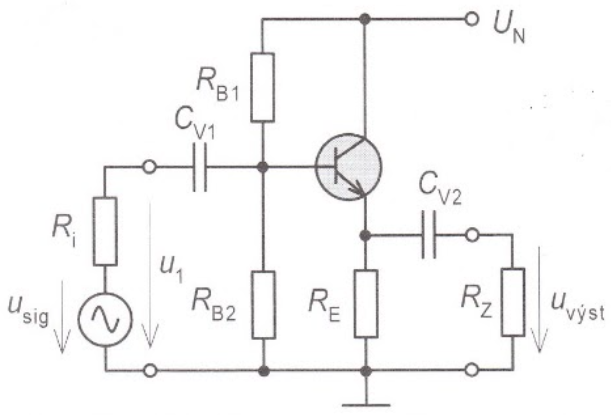 U_N
R_B1
C_V1
C_V2
R_i
u_1
R_B2
R_E
R_Z
u_výst
u_sig